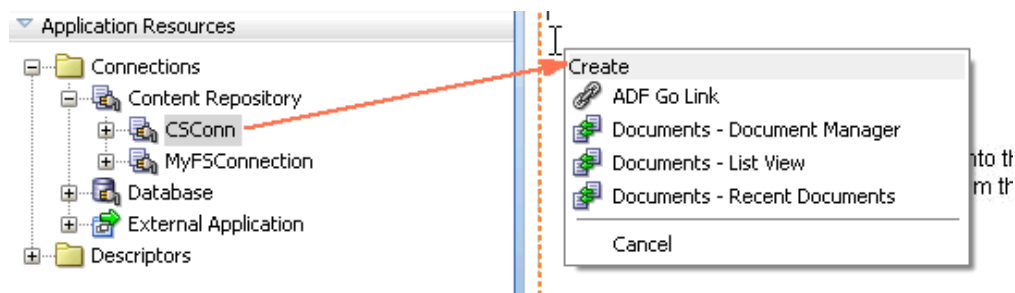 Application Resources
Connections
Content Repository
CSConn
MyFSConnection
Database
External Application
Descriptors
Create
ADF Go Link
Documents - Document Manager
Documents - List View
Documents - Recent Documents
Cancel